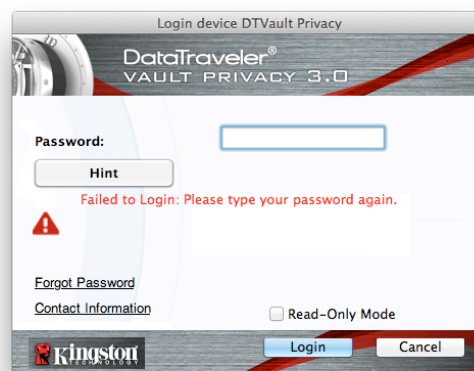 Login device DTVault Privacy
DataTraveler®
VAULT PRIVACY 3.0
Password:
Hint
Failed to Login: Please type your password again.
Forgot Password
Contact Information
Read-Only Mode
Kingston
TECHNOLOGY
Login
Cancel